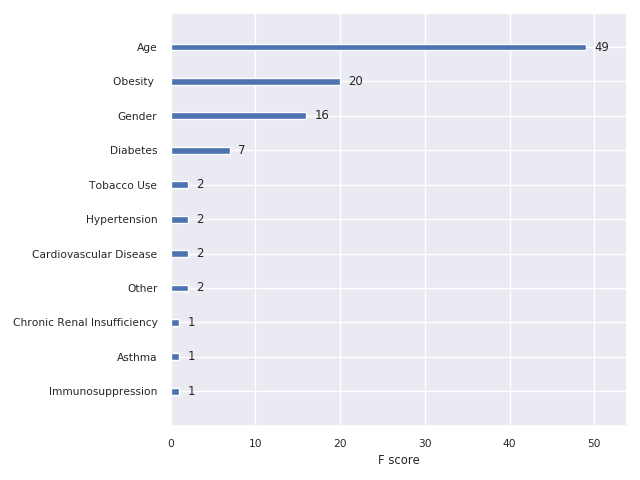 Age 49
Obesity 20
Gender 16
Diabetes 7
Tobacco Use 2
Hypertension 2
Cardiovascular Disease 2
Other 2
Chronic Renal Insufficiency 1
Asthma 1
Immunosuppression 1
0 10 20 30 40 50
F score